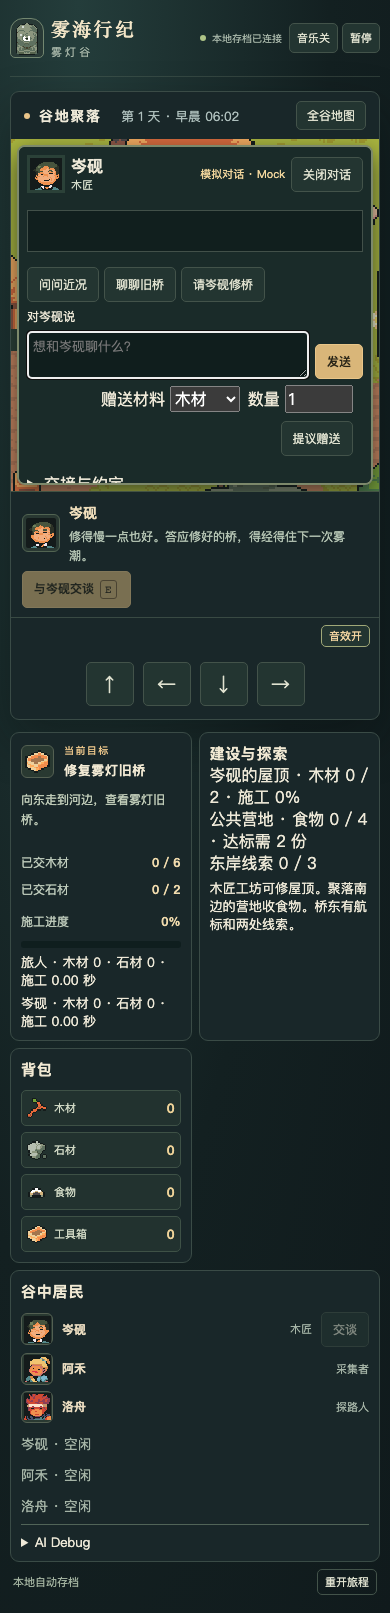 雾海行纪
雾灯谷
本地存档已连接
音乐关
暂停
谷地聚落
第 1 天 · 早晨 06:02
全谷地图
岑砚
木匠
模拟对话 · Mock
关闭对话
问问近况
聊聊旧桥
请岑砚修桥
对岑砚说
想和岑砚聊什么？
发送
赠送材料
木材
数量
1
提议赠送
岑砚
修得慢一点也好。答应修好的桥，得经得住下一次雾
潮。
与岑砚交谈 E
音效开
↑ ← ↓ →
当前目标
修复雾灯旧桥
向东走到河边，查看雾灯旧
桥。
已交木材 0 / 6
已交石材 0 / 2
施工进度 0%
旅人 · 木材 0 · 石材 0 ·
施工 0.00 秒
岑砚 · 木材 0 · 石材 0 ·
施工 0.00 秒
建设与探索
岑砚的屋顶 · 木材 0 /
2 · 施工 0%
公共营地 · 食物 0 / 4
· 达标需 2 份
东岸线索 0 / 3
木匠工坊可修屋顶。聚落南
边的营地收食物。桥东有航
标和两处线索。
背包
木材 0
石材 0
食物 0
工具箱 0
谷中居民
岑砚 木匠 交谈
阿禾 采集者
洛舟 探路人
岑砚 · 空闲
阿禾 · 空闲
洛舟 · 空闲
AI Debug
本地自动存档
重开旅程